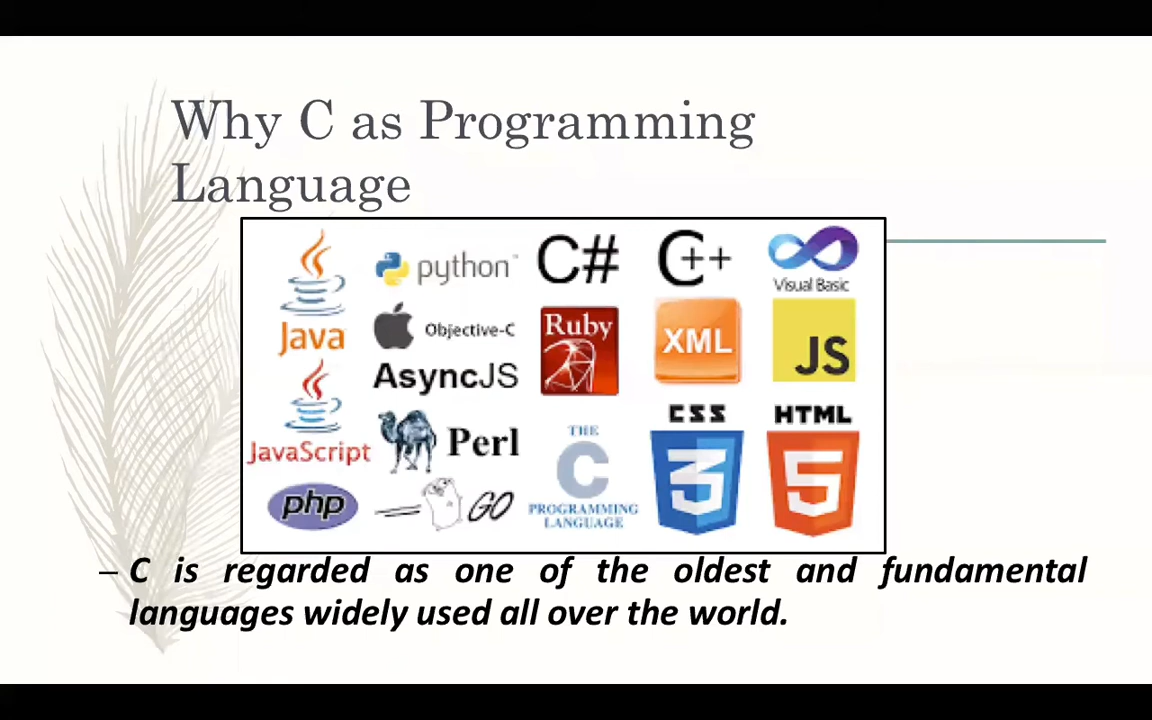 Why C as Programming
Language
Java
python
C#
C++
Visual Basic
Objective-C
Ruby
XML
JS
AsyncJS
JavaScript
Perl
THE
C
PROGRAMMING
LANGUAGE
CSS
3
HTML
5
php
GO
– C is regarded as one of the oldest and fundamental
languages widely used all over the world.